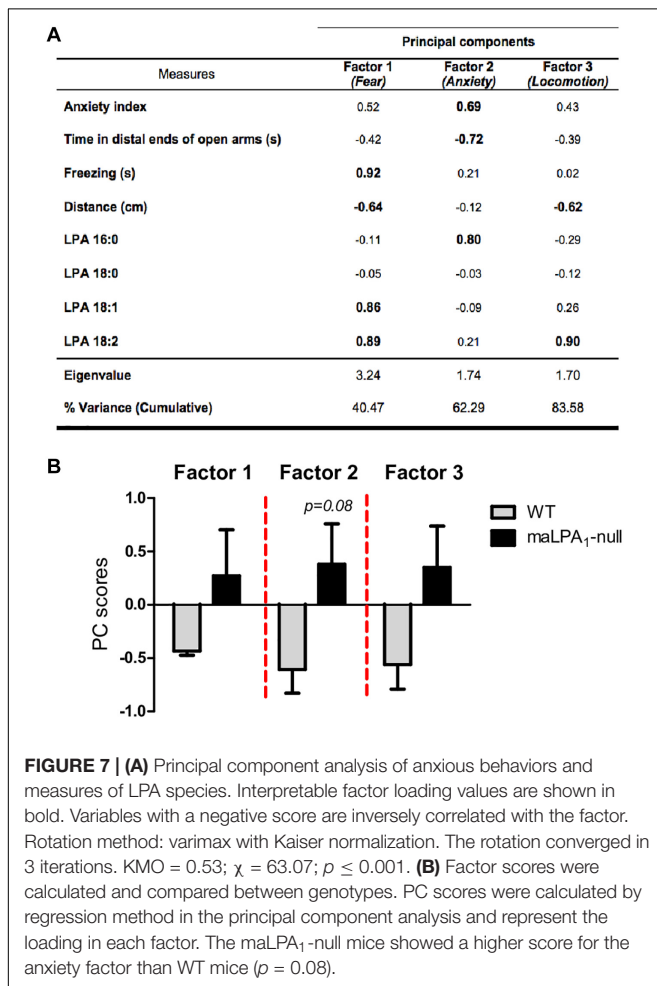 A
Principal components
Measures
Factor 1 (Fear)
Factor 2 (Anxiety)
Factor 3 (Locomotion)
Anxiety index 0.52 0.69 0.43
Time in distal ends of open arms (s) -0.42 -0.72 -0.39
Freezing (s) 0.92 0.21 0.02
Distance (cm) -0.64 -0.12 -0.62
LPA 16:0 -0.11 0.80 -0.29
LPA 18:0 -0.05 -0.03 -0.12
LPA 18:1 0.86 -0.09 0.26
LPA 18:2 0.89 0.21 0.90
Eigenvalue 3.24 1.74 1.70
% Variance (Cumulative) 40.47 62.29 83.58
B
Factor 1 Factor 2 Factor 3
p=0.08
WT
maLPA₁-null
PC scores
1.0
0.5
0.0
-0.5
-1.0
FIGURE 7 | (A) Principal component analysis of anxious behaviors and
measures of LPA species. Interpretable factor loading values are shown in
bold. Variables with a negative score are inversely correlated with the factor.
Rotation method: varimax with Kaiser normalization. The rotation converged in
3 iterations. KMO = 0.53; χ = 63.07; p ≤ 0.001. (B) Factor scores were
calculated and compared between genotypes. PC scores were calculated by
regression method in the principal component analysis and represent the
loading in each factor. The maLPA₁-null mice showed a higher score for the
anxiety factor than WT mice (p = 0.08).